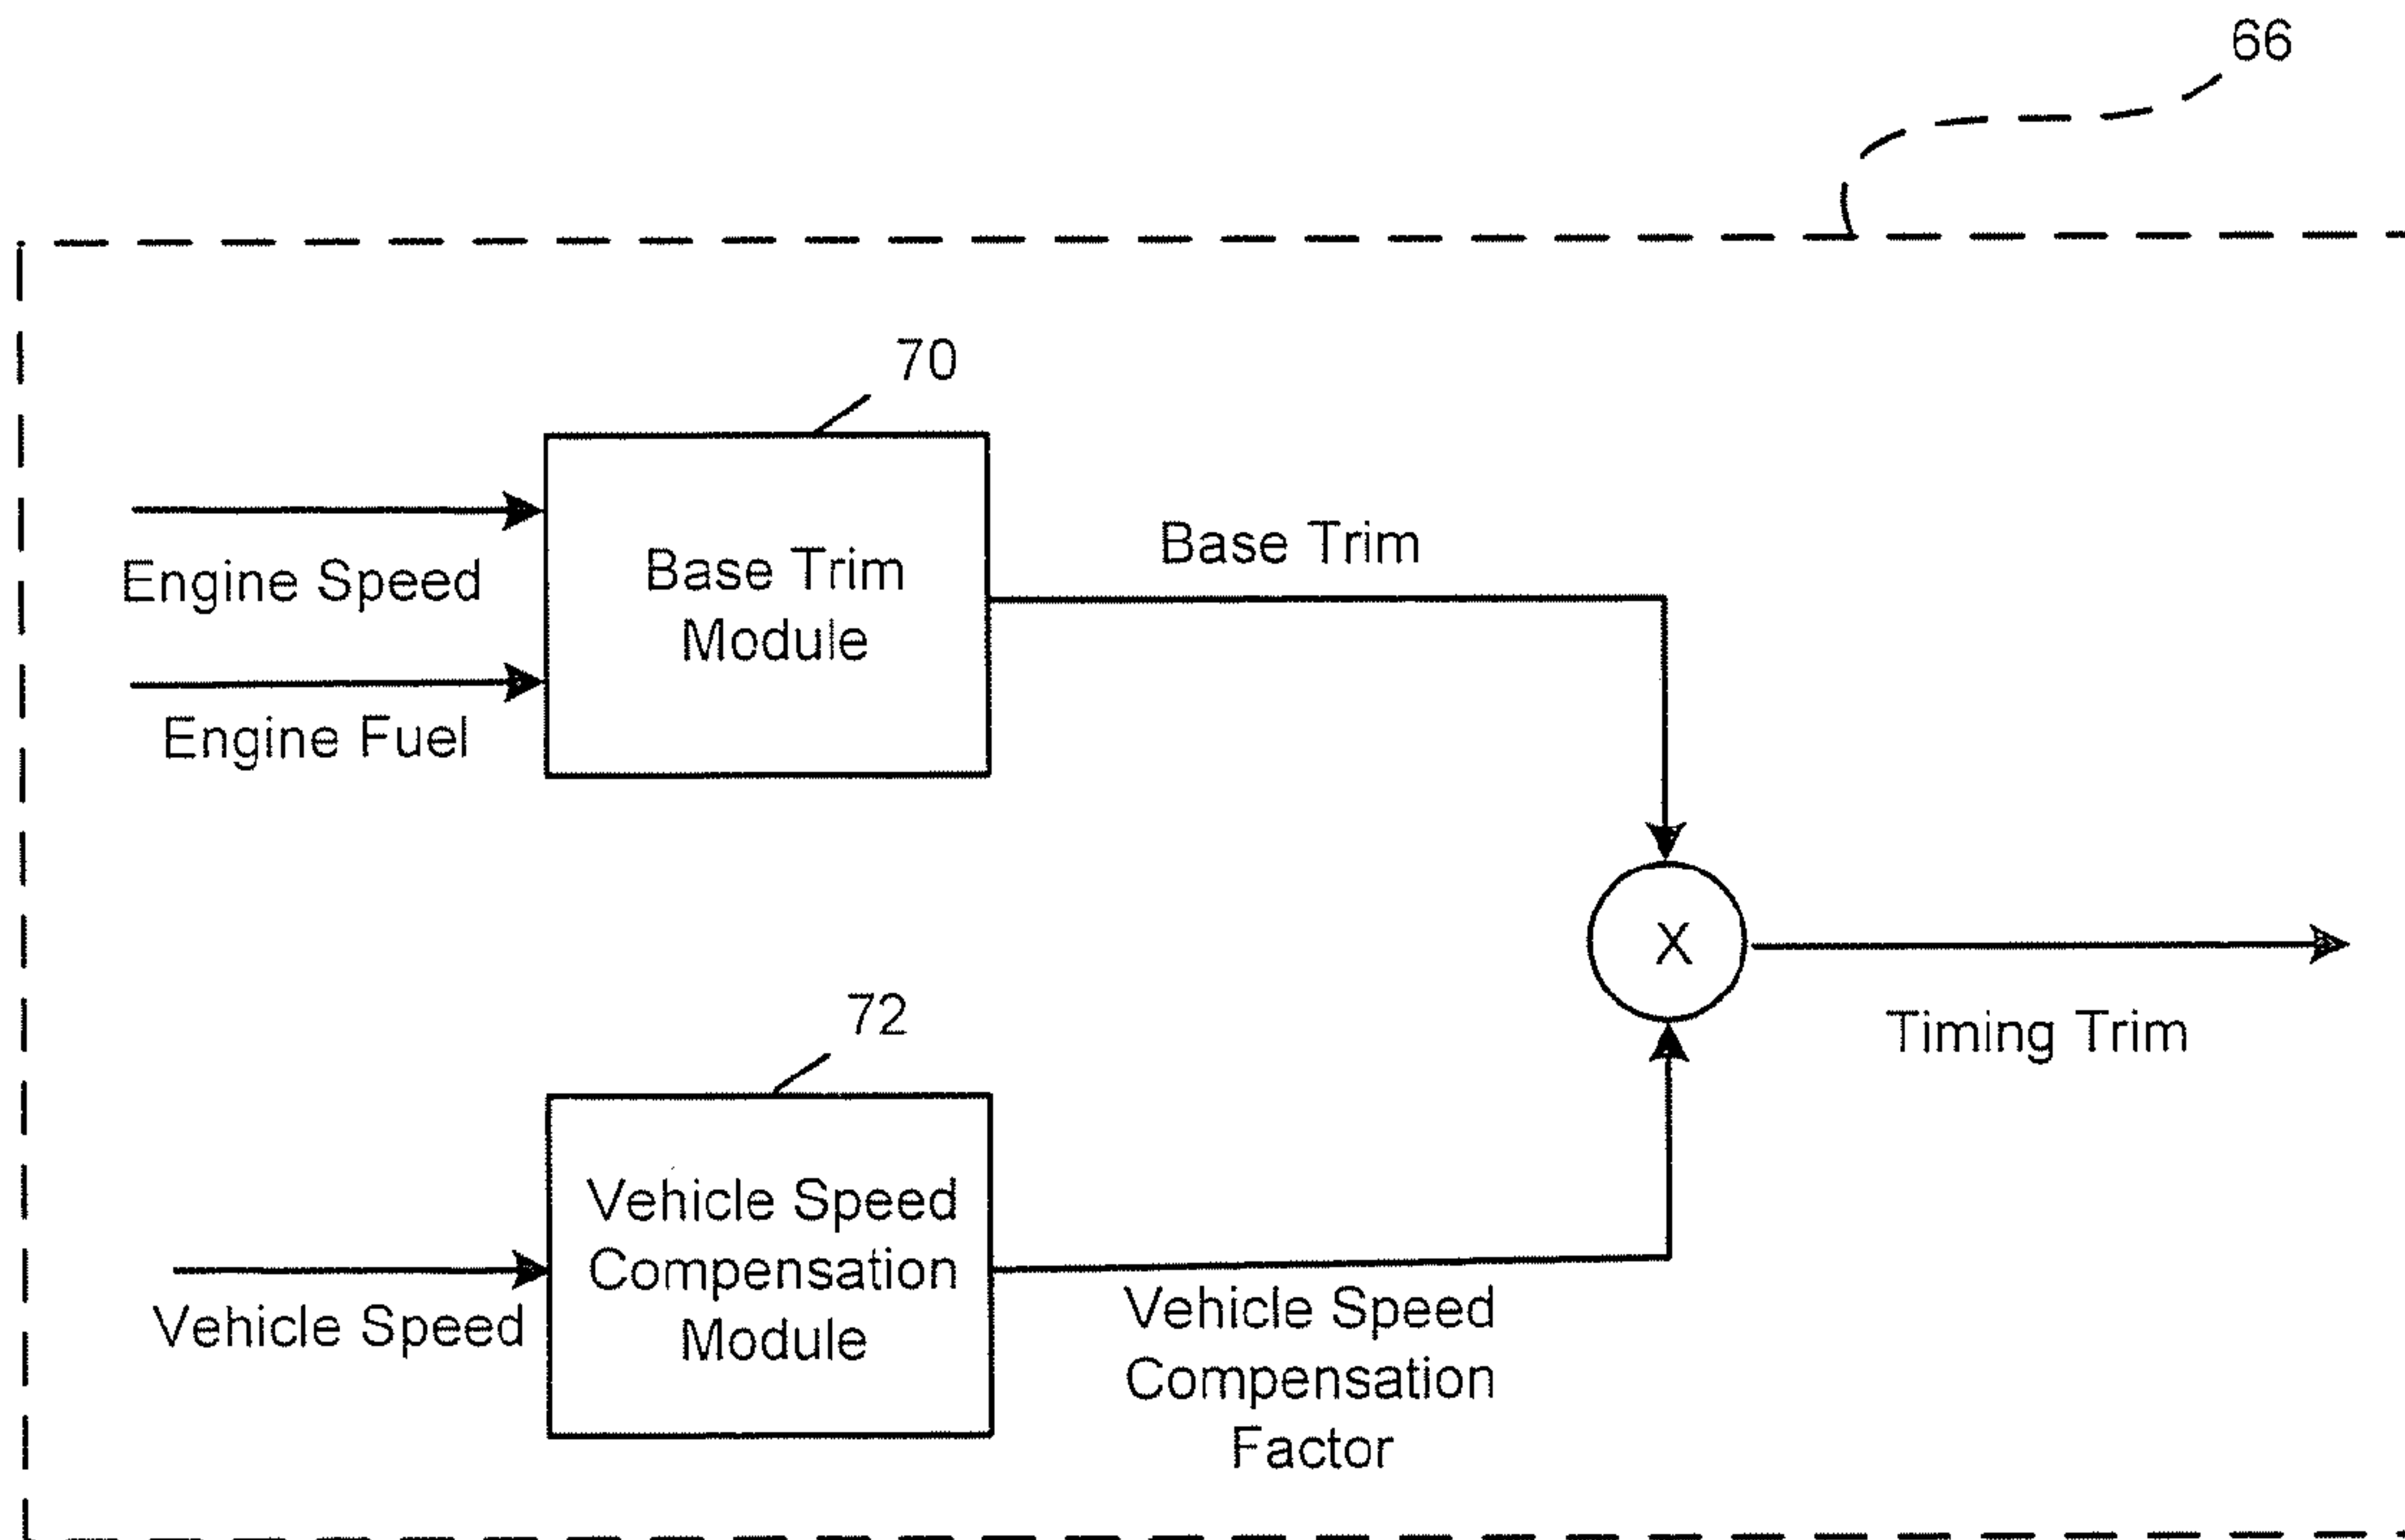 66
70
Engine Speed
Engine Fuel
Base Trim
Module
Base Trim
X
Timing Trim
72
Vehicle Speed
Vehicle Speed
Compensation
Module
Vehicle Speed
Compensation
Factor